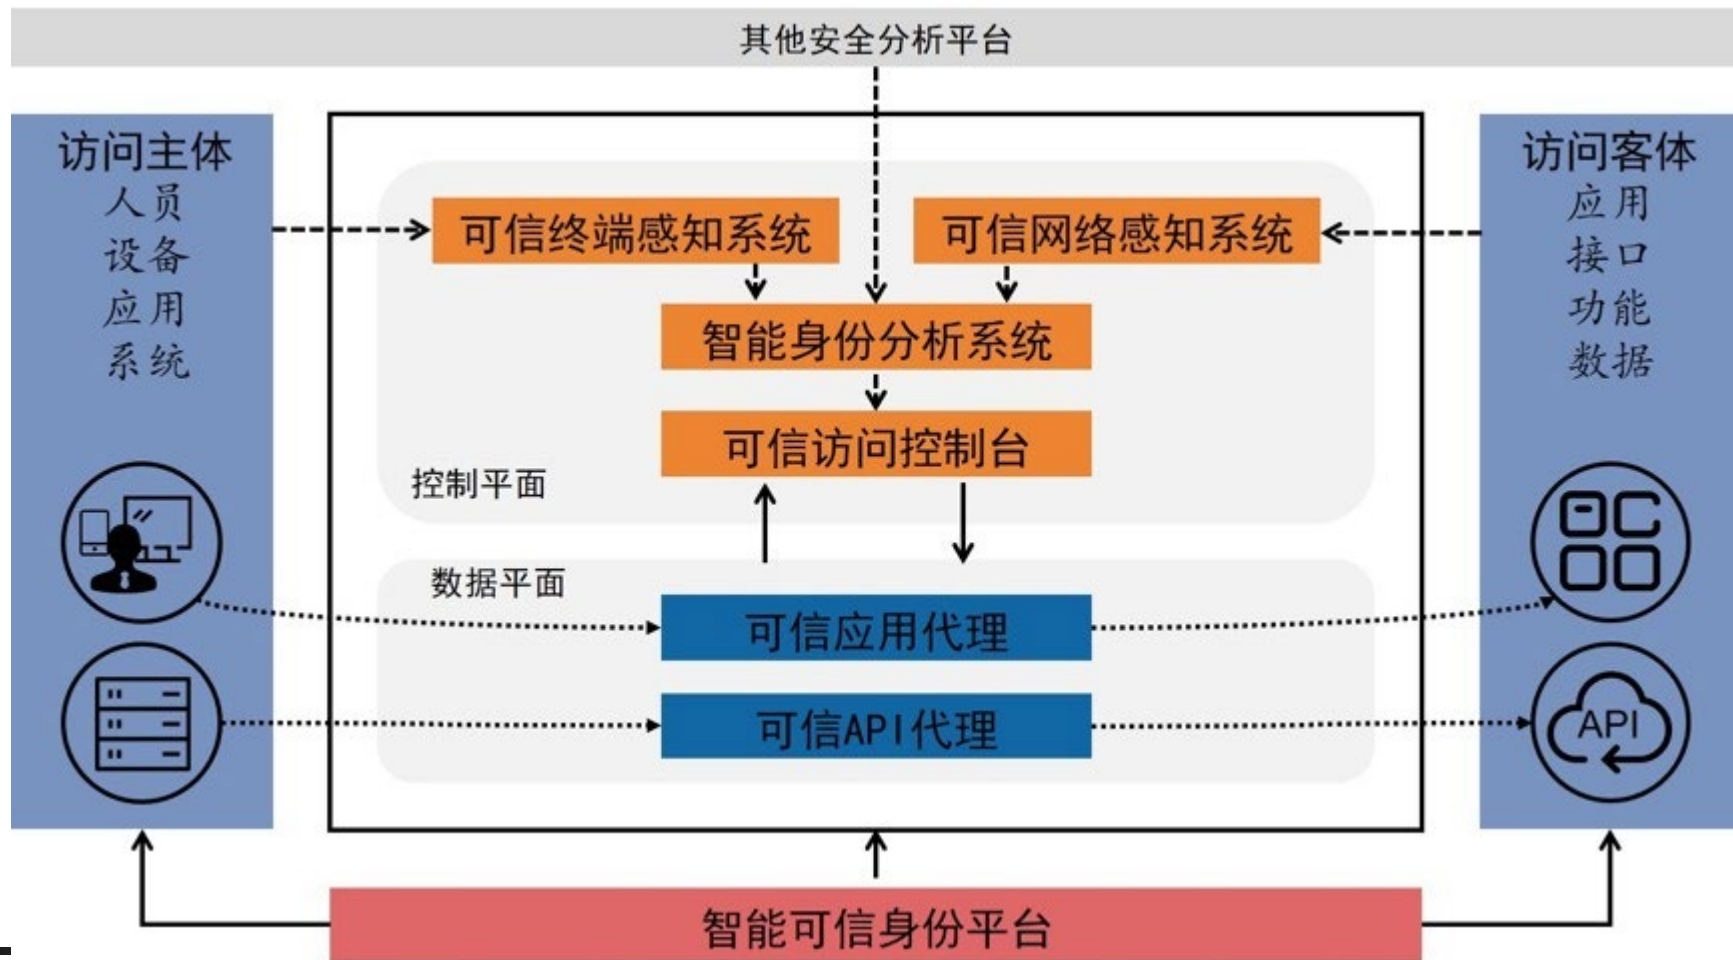 其他安全分析平台
访问主体
人员
设备
应用
系统
可信终端感知系统
可信网络感知系统
智能身份分析系统
可信访问控制台
控制平面
数据平面
可信应用代理
可信API代理
访问客体
应用
接口
功能
数据
API
智能可信身份平台